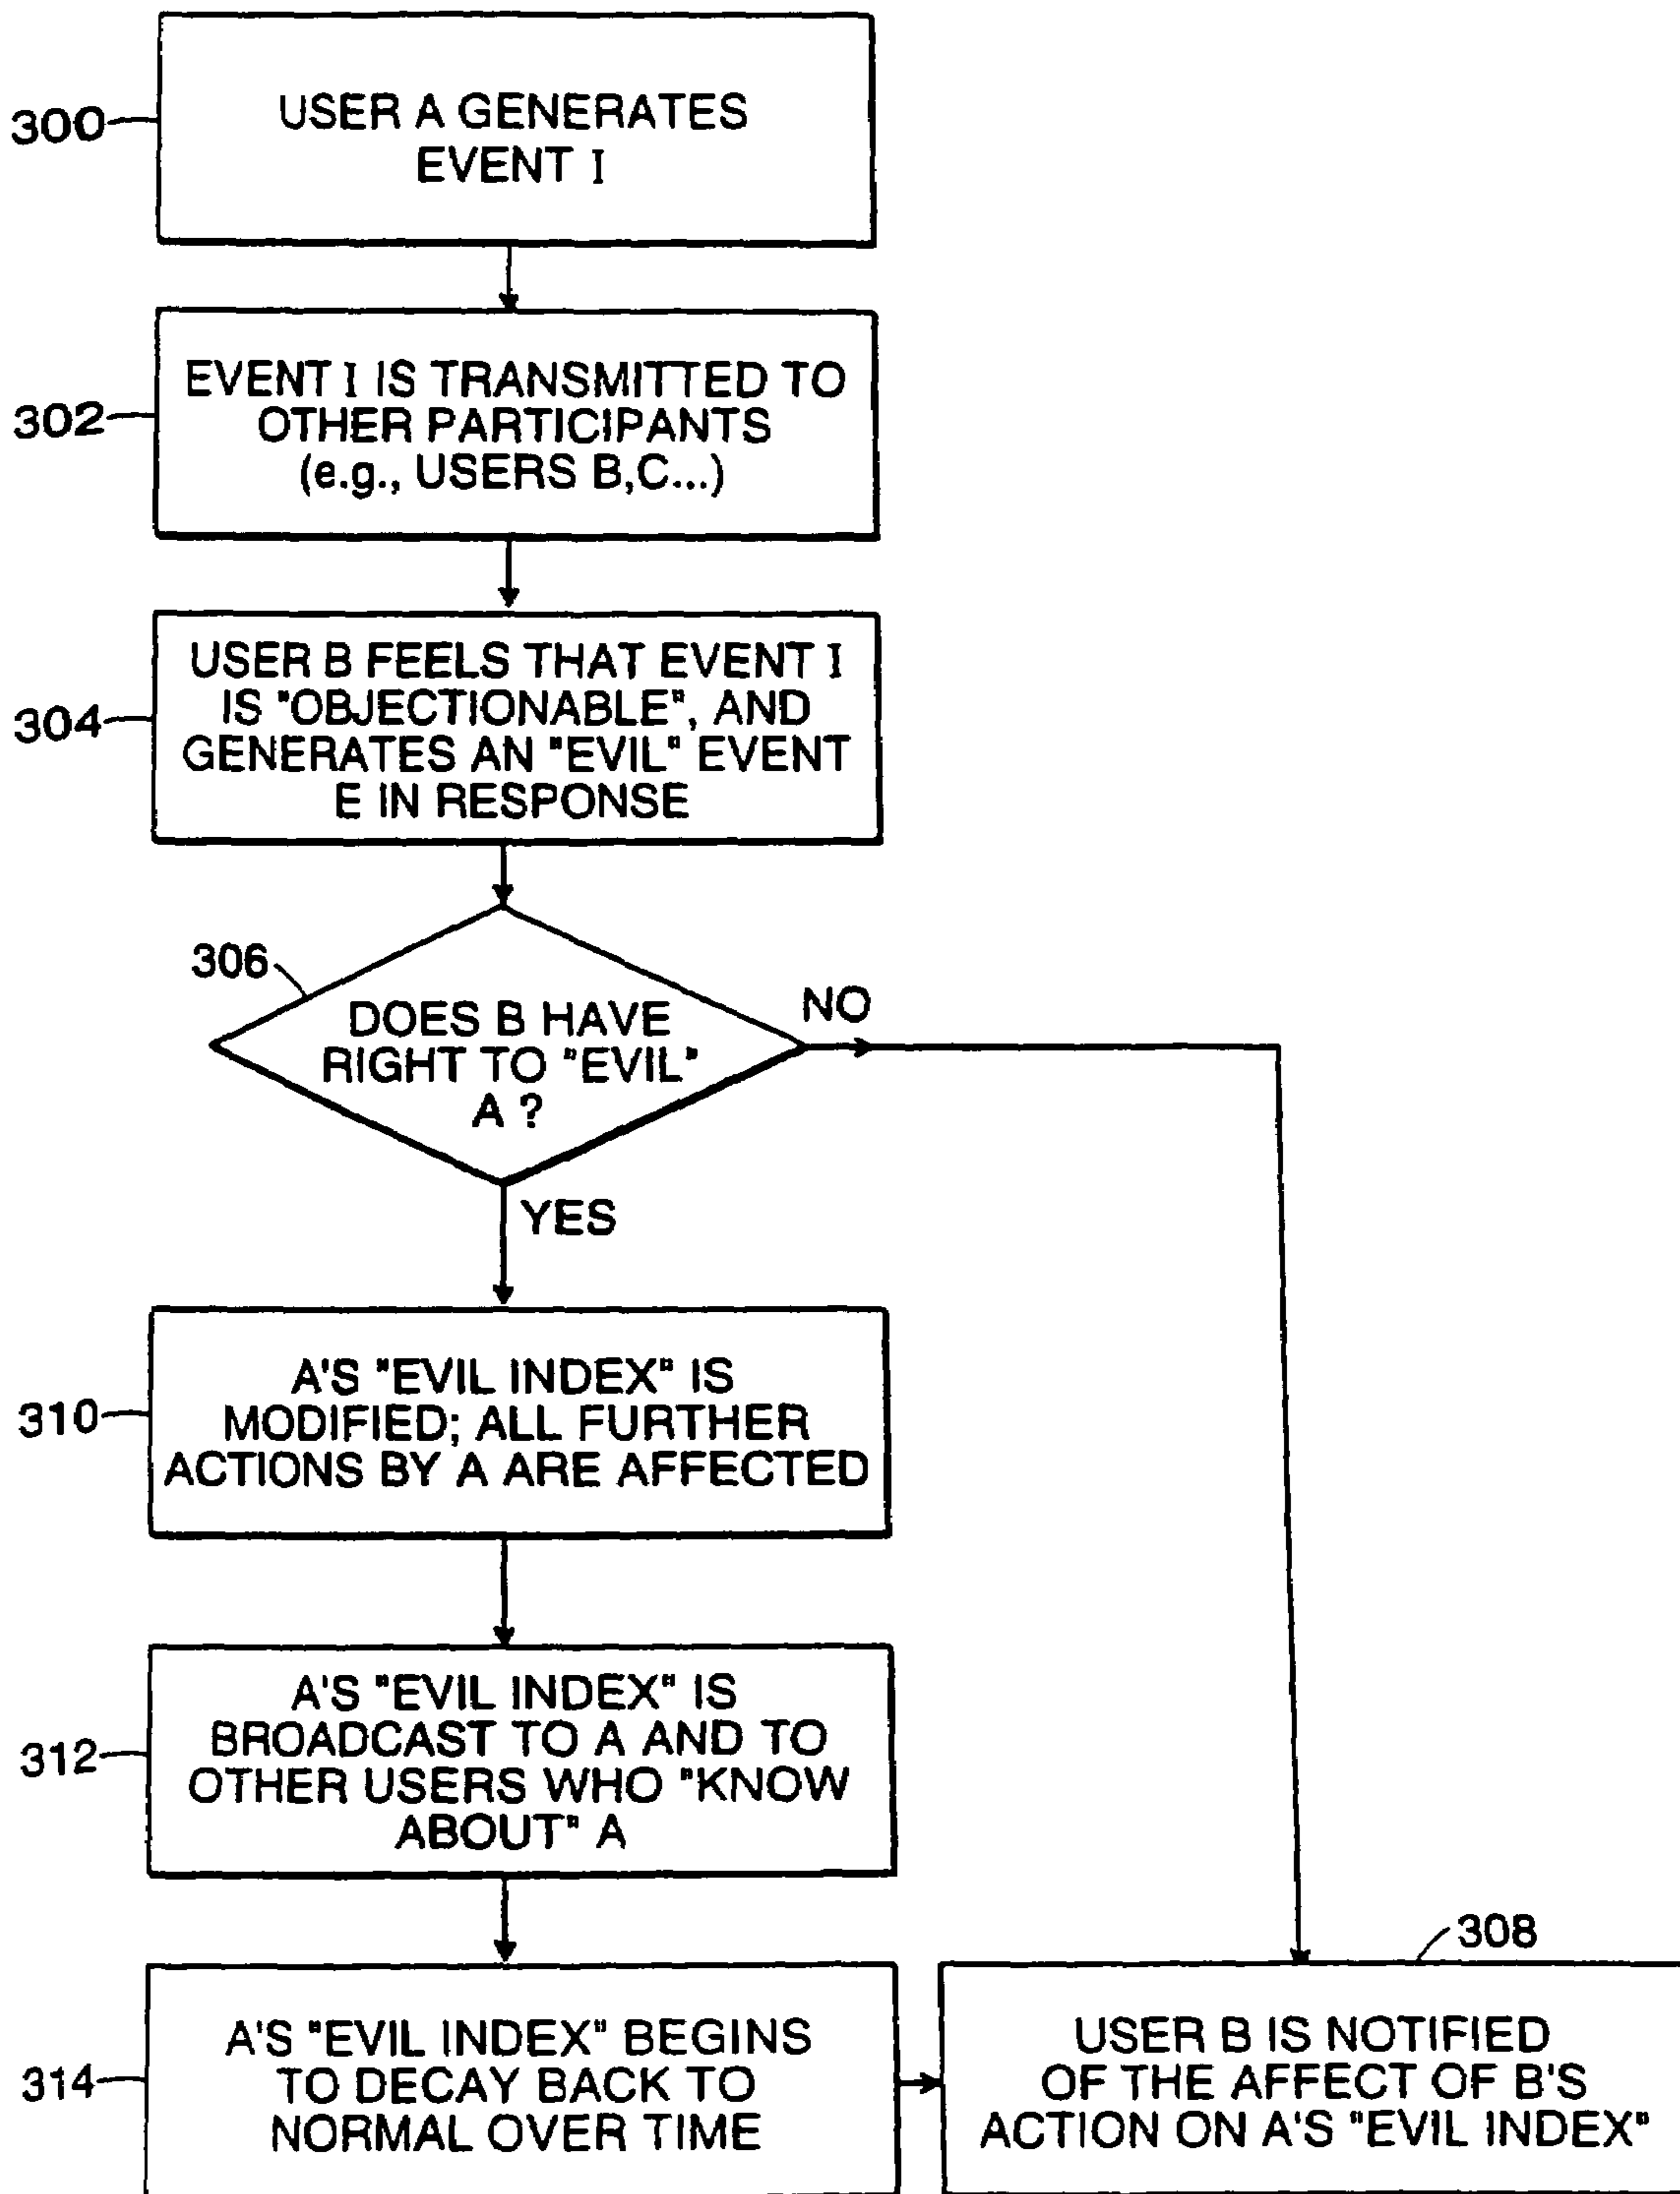 300
USER A GENERATES
EVENT I
302
EVENT I IS TRANSMITTED TO
OTHER PARTICIPANTS
(e.g., USERS B,C...)
304
USER B FEELS THAT EVENT I
IS "OBJECTIONABLE", AND
GENERATES AN "EVIL" EVENT
E IN RESPONSE
306
DOES B HAVE
RIGHT TO "EVIL"
A ?
NO
YES
310
A'S "EVIL INDEX" IS
MODIFIED; ALL FURTHER
ACTIONS BY A ARE AFFECTED
312
A'S "EVIL INDEX" IS
BROADCAST TO A AND TO
OTHER USERS WHO "KNOW
ABOUT" A
314
A'S "EVIL INDEX" BEGINS
TO DECAY BACK TO
NORMAL OVER TIME
308
USER B IS NOTIFIED
OF THE AFFECT OF B'S
ACTION ON A'S "EVIL INDEX"